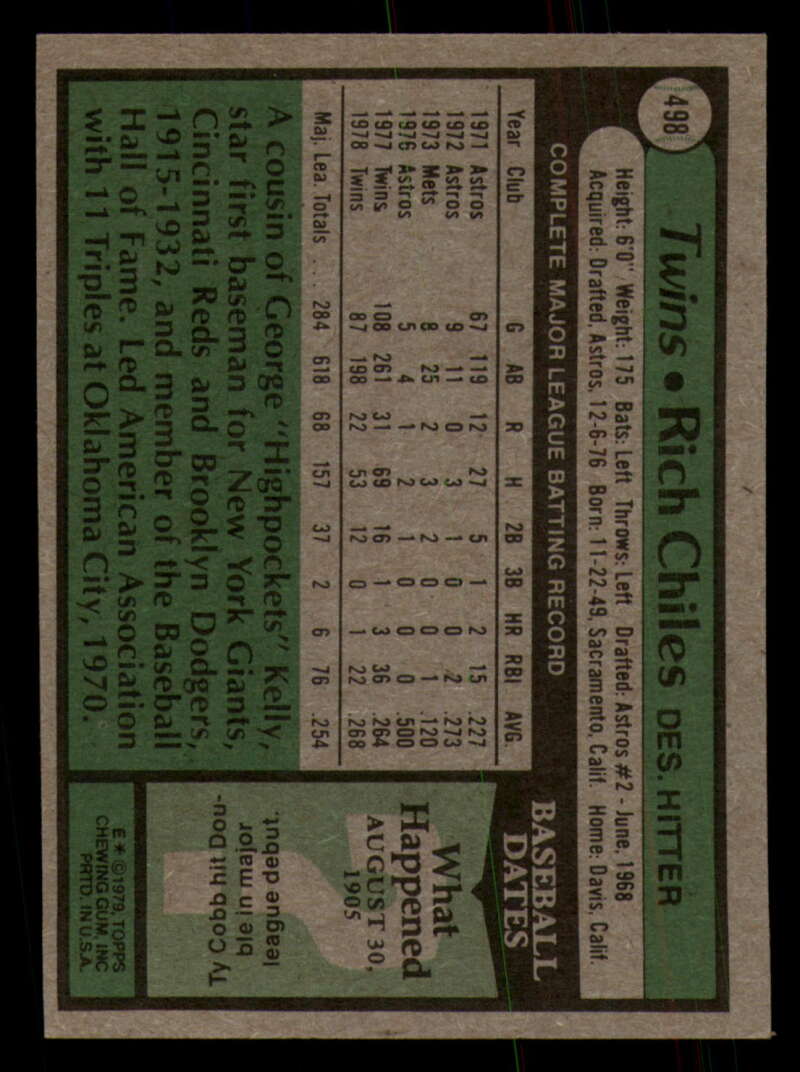 498
Twins • Rich Chiles DES. HITTER
Height: 6'0" Weight: 175 Bats: Left Throws: Left Drafted: Astros #2 - June, 1968
Acquired: Drafted, Astros, 12-6-76 Born: 11-22-49, Sacramento, Calif. Home: Davis, Calif.
COMPLETE MAJOR LEAGUE BATTING RECORD
Year Club G AB R H 2B 3B HR RBI AVG.
1971 Astros 67 119 12 27 5 1 2 15 .227
1972 Astros 9 11 0 3 1 0 0 2 .273
1973 Mets 8 25 2 3 2 0 0 1 .120
1976 Astros 5 4 1 2 1 0 0 0 .500
1977 Twins 108 261 31 69 16 1 3 36 .264
1978 Twins 87 198 22 53 12 0 1 22 .268
Maj. Lea. Totals . . . 284 618 68 157 37 2 6 76 .254
A cousin of George "Highpockets" Kelly,
star first baseman for New York Giants,
Cincinnati Reds and Brooklyn Dodgers,
1915-1932, and member of the Baseball
Hall of Fame. Led American Association
with 11 Triples at Oklahoma City, 1970.
BASEBALL
DATES
What
Happened
AUGUST 30,
1905
Ty Cobb hit Dou-
ble in major
league debut.
E * © 1979, TOPPS
CHEWING GUM, INC
PRTD. IN U.S.A.